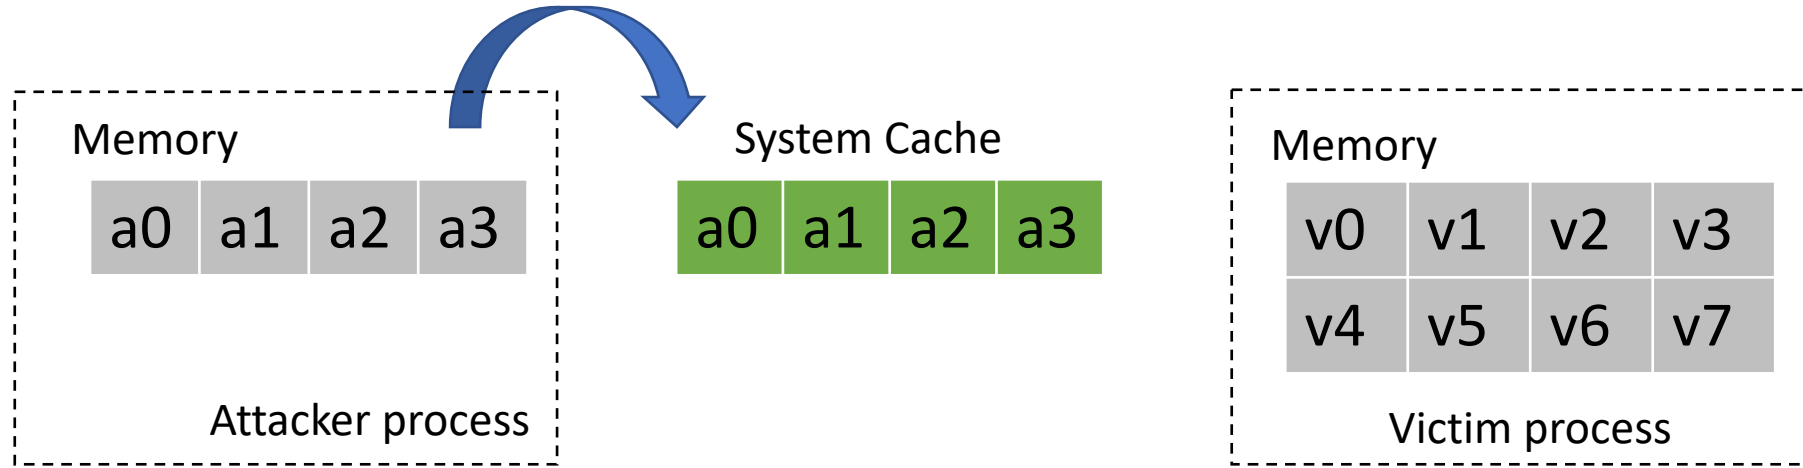 Memory
a0 a1 a2 a3
Attacker process
System Cache
a0 a1 a2 a3
Memory
v0 v1 v2 v3
v4 v5 v6 v7
Victim process